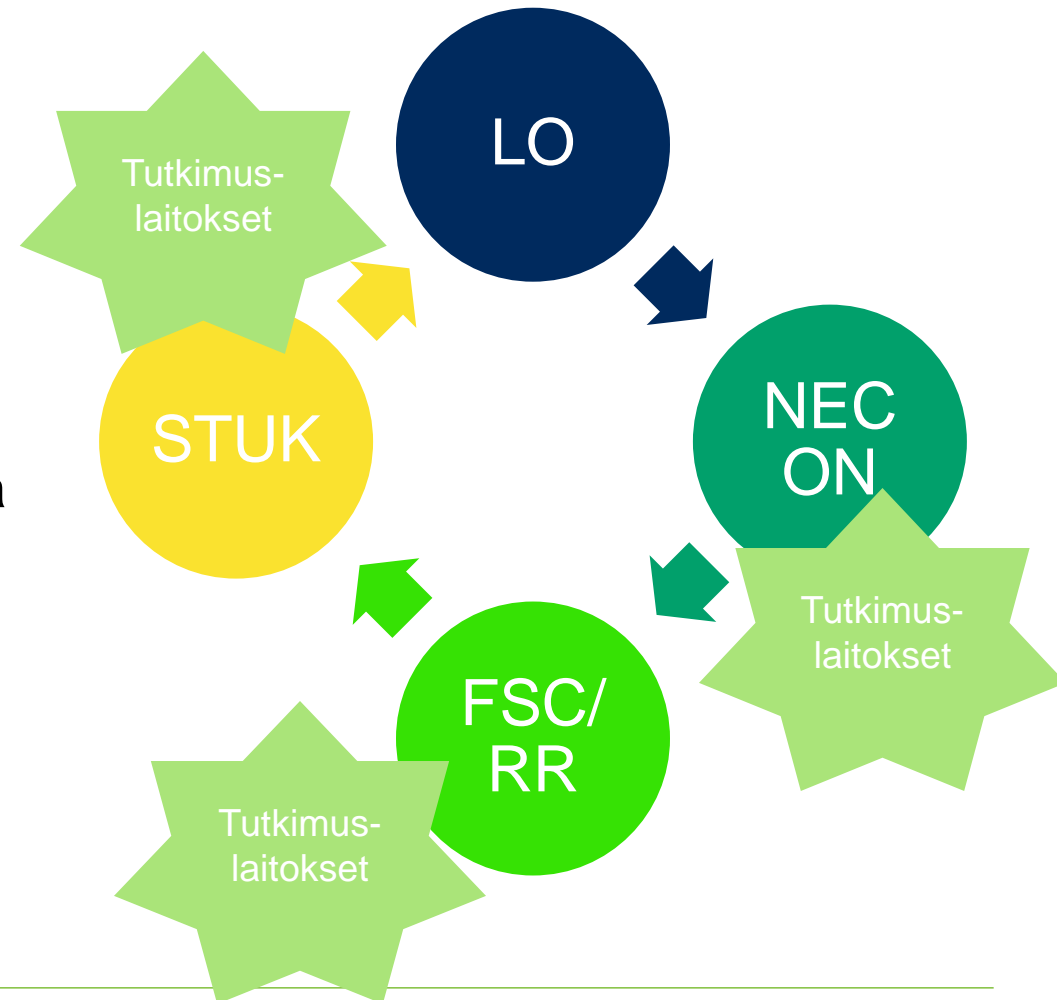 LO
Tutkimus-
laitokset
NEC
ON
STUK
Tutkimus-
laitokset
FSC/
RR
Tutkimus-
laitokset